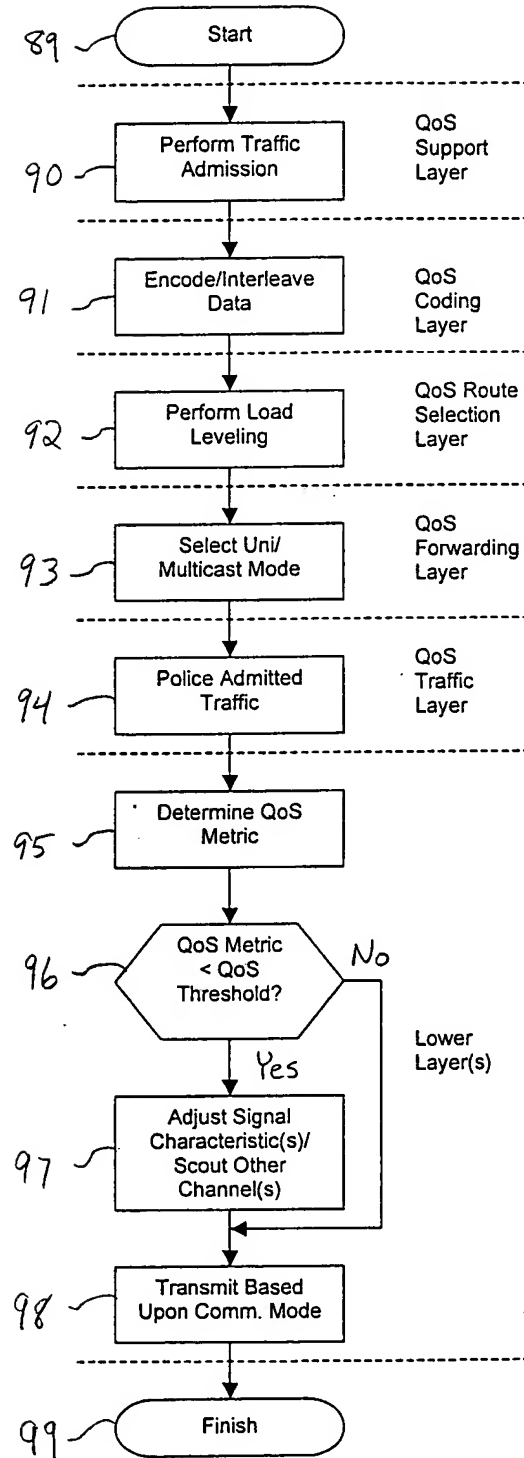 89
Start
90
Perform Traffic
Admission
QoS
Support
Layer
91
Encode/Interleave
Data
QoS
Coding
Layer
92
Perform Load
Leveling
QoS Route
Selection
Layer
93
Select Uni/
Multicast Mode
QoS
Forwarding
Layer
94
Police Admitted
Traffic
QoS
Traffic
Layer
95
Determine QoS
Metric
96
QoS Metric
< QoS
Threshold?
No
Yes
Lower
Layer(s)
97
Adjust Signal
Characteristic(s)/
Scout Other
Channel(s)
98
Transmit Based
Upon Comm. Mode
99
Finish